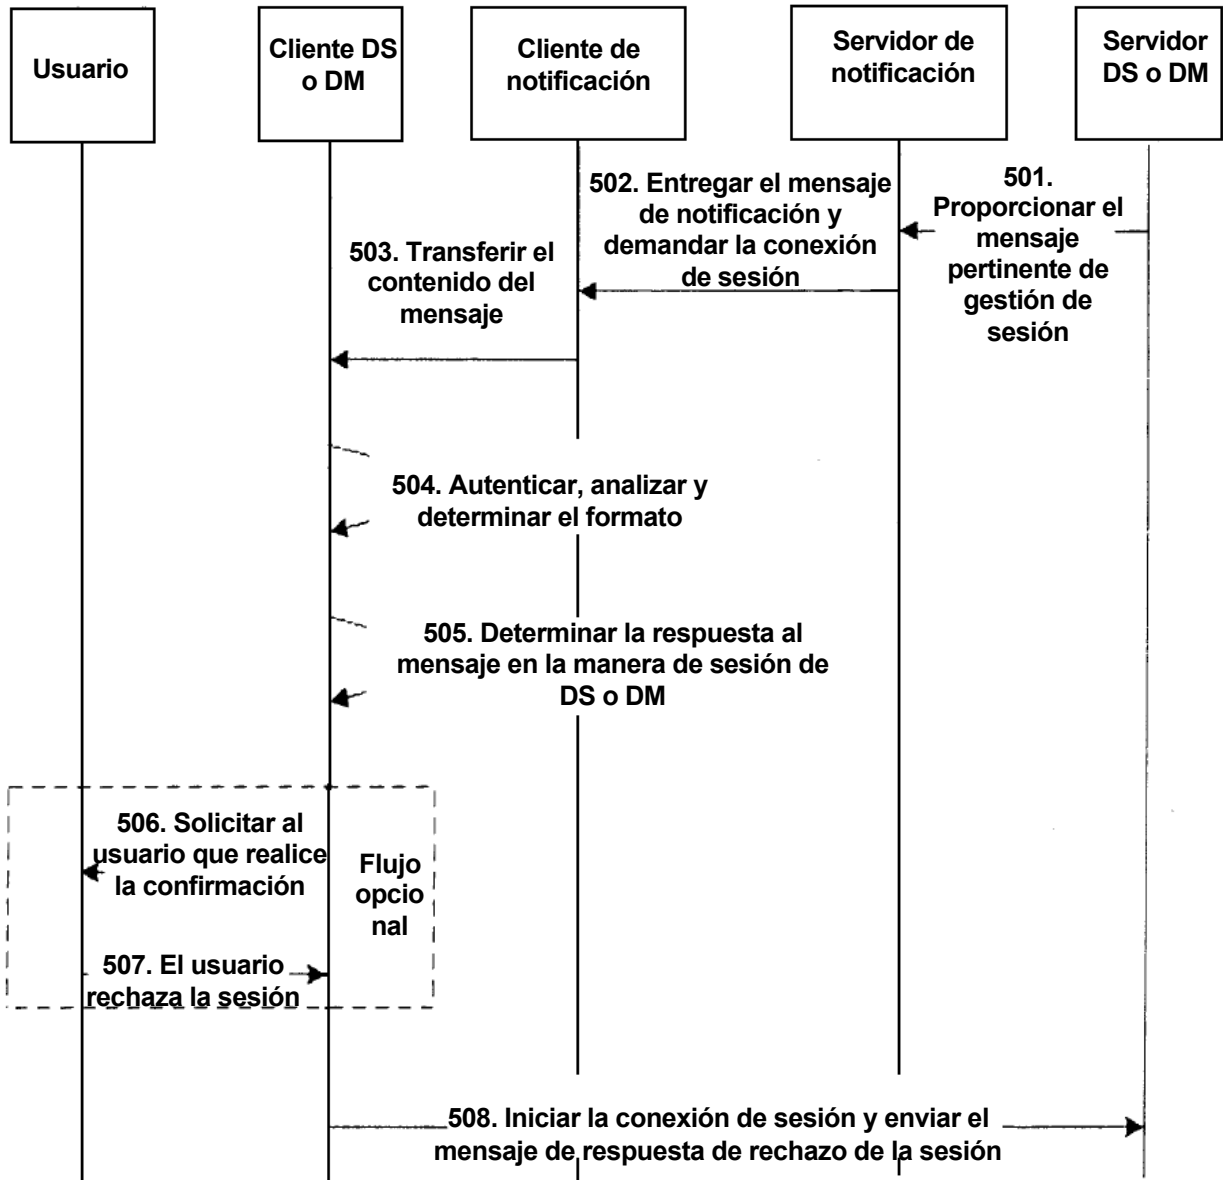 Usuario
Cliente DS
o DM
Cliente de
notificación
Servidor de
notificación
Servidor
DS o DM
501.
Proporcionar el
mensaje
pertinente de
gestión de
sesión
502. Entregar el mensaje
de notificación y
demandar la conexión
de sesión
503. Transferir el
contenido del
mensaje
504. Autenticar, analizar y
determinar el formato
505. Determinar la respuesta al
mensaje en la manera de sesión de
DS o DM
506. Solicitar al
usuario que realice
la confirmación
Flujo
opcio
nal
507. El usuario
rechaza la sesión
508. Iniciar la conexión de sesión y enviar el
mensaje de respuesta de rechazo de la sesión